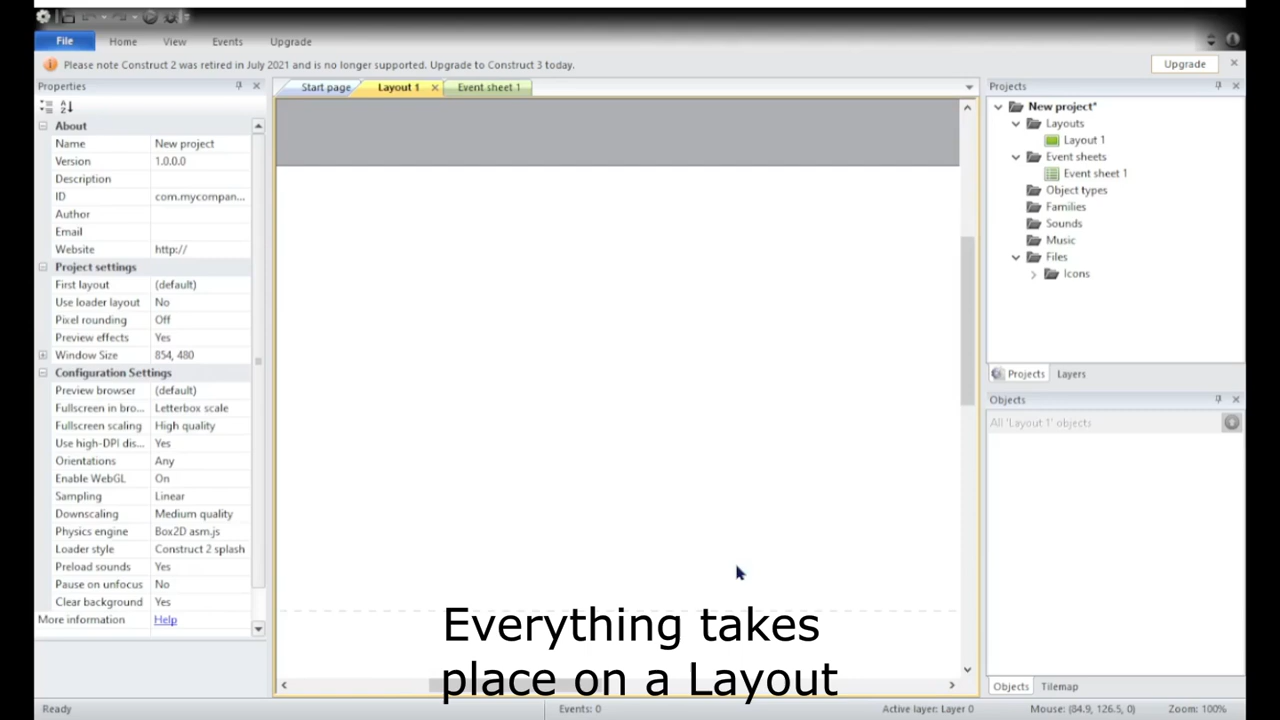 File Home View Events Upgrade
Please note Construct 2 was retired in July 2021 and is no longer supported. Upgrade to Construct 3 today.
Upgrade
Properties
About
Name New project
Version 1.0.0.0
Description
ID com.mycompan...
Author
Email
Website http://
Project settings
First layout (default)
Use loader layout No
Pixel rounding Off
Preview effects Yes
Window Size 854, 480
Configuration Settings
Preview browser (default)
Fullscreen in bro... Letterbox scale
Fullscreen scaling High quality
Use high-DPI dis... Yes
Orientations Any
Enable WebGL On
Sampling Linear
Downscaling Medium quality
Physics engine Box2D asm.js
Loader style Construct 2 splash
Preload sounds Yes
Pause on unfocus No
Clear background Yes
More information Help
Start page Layout 1 Event sheet 1
Everything takes
place on a Layout
Projects
New project*
Layouts
Layout 1
Event sheets
Event sheet 1
Object types
Families
Sounds
Music
Files
Icons
Projects Layers
Objects
All 'Layout 1' objects
Objects Tilemap
Ready Events: 0 Active layer: Layer 0 Mouse: (84.9, 126.5, 0) Zoom: 100%